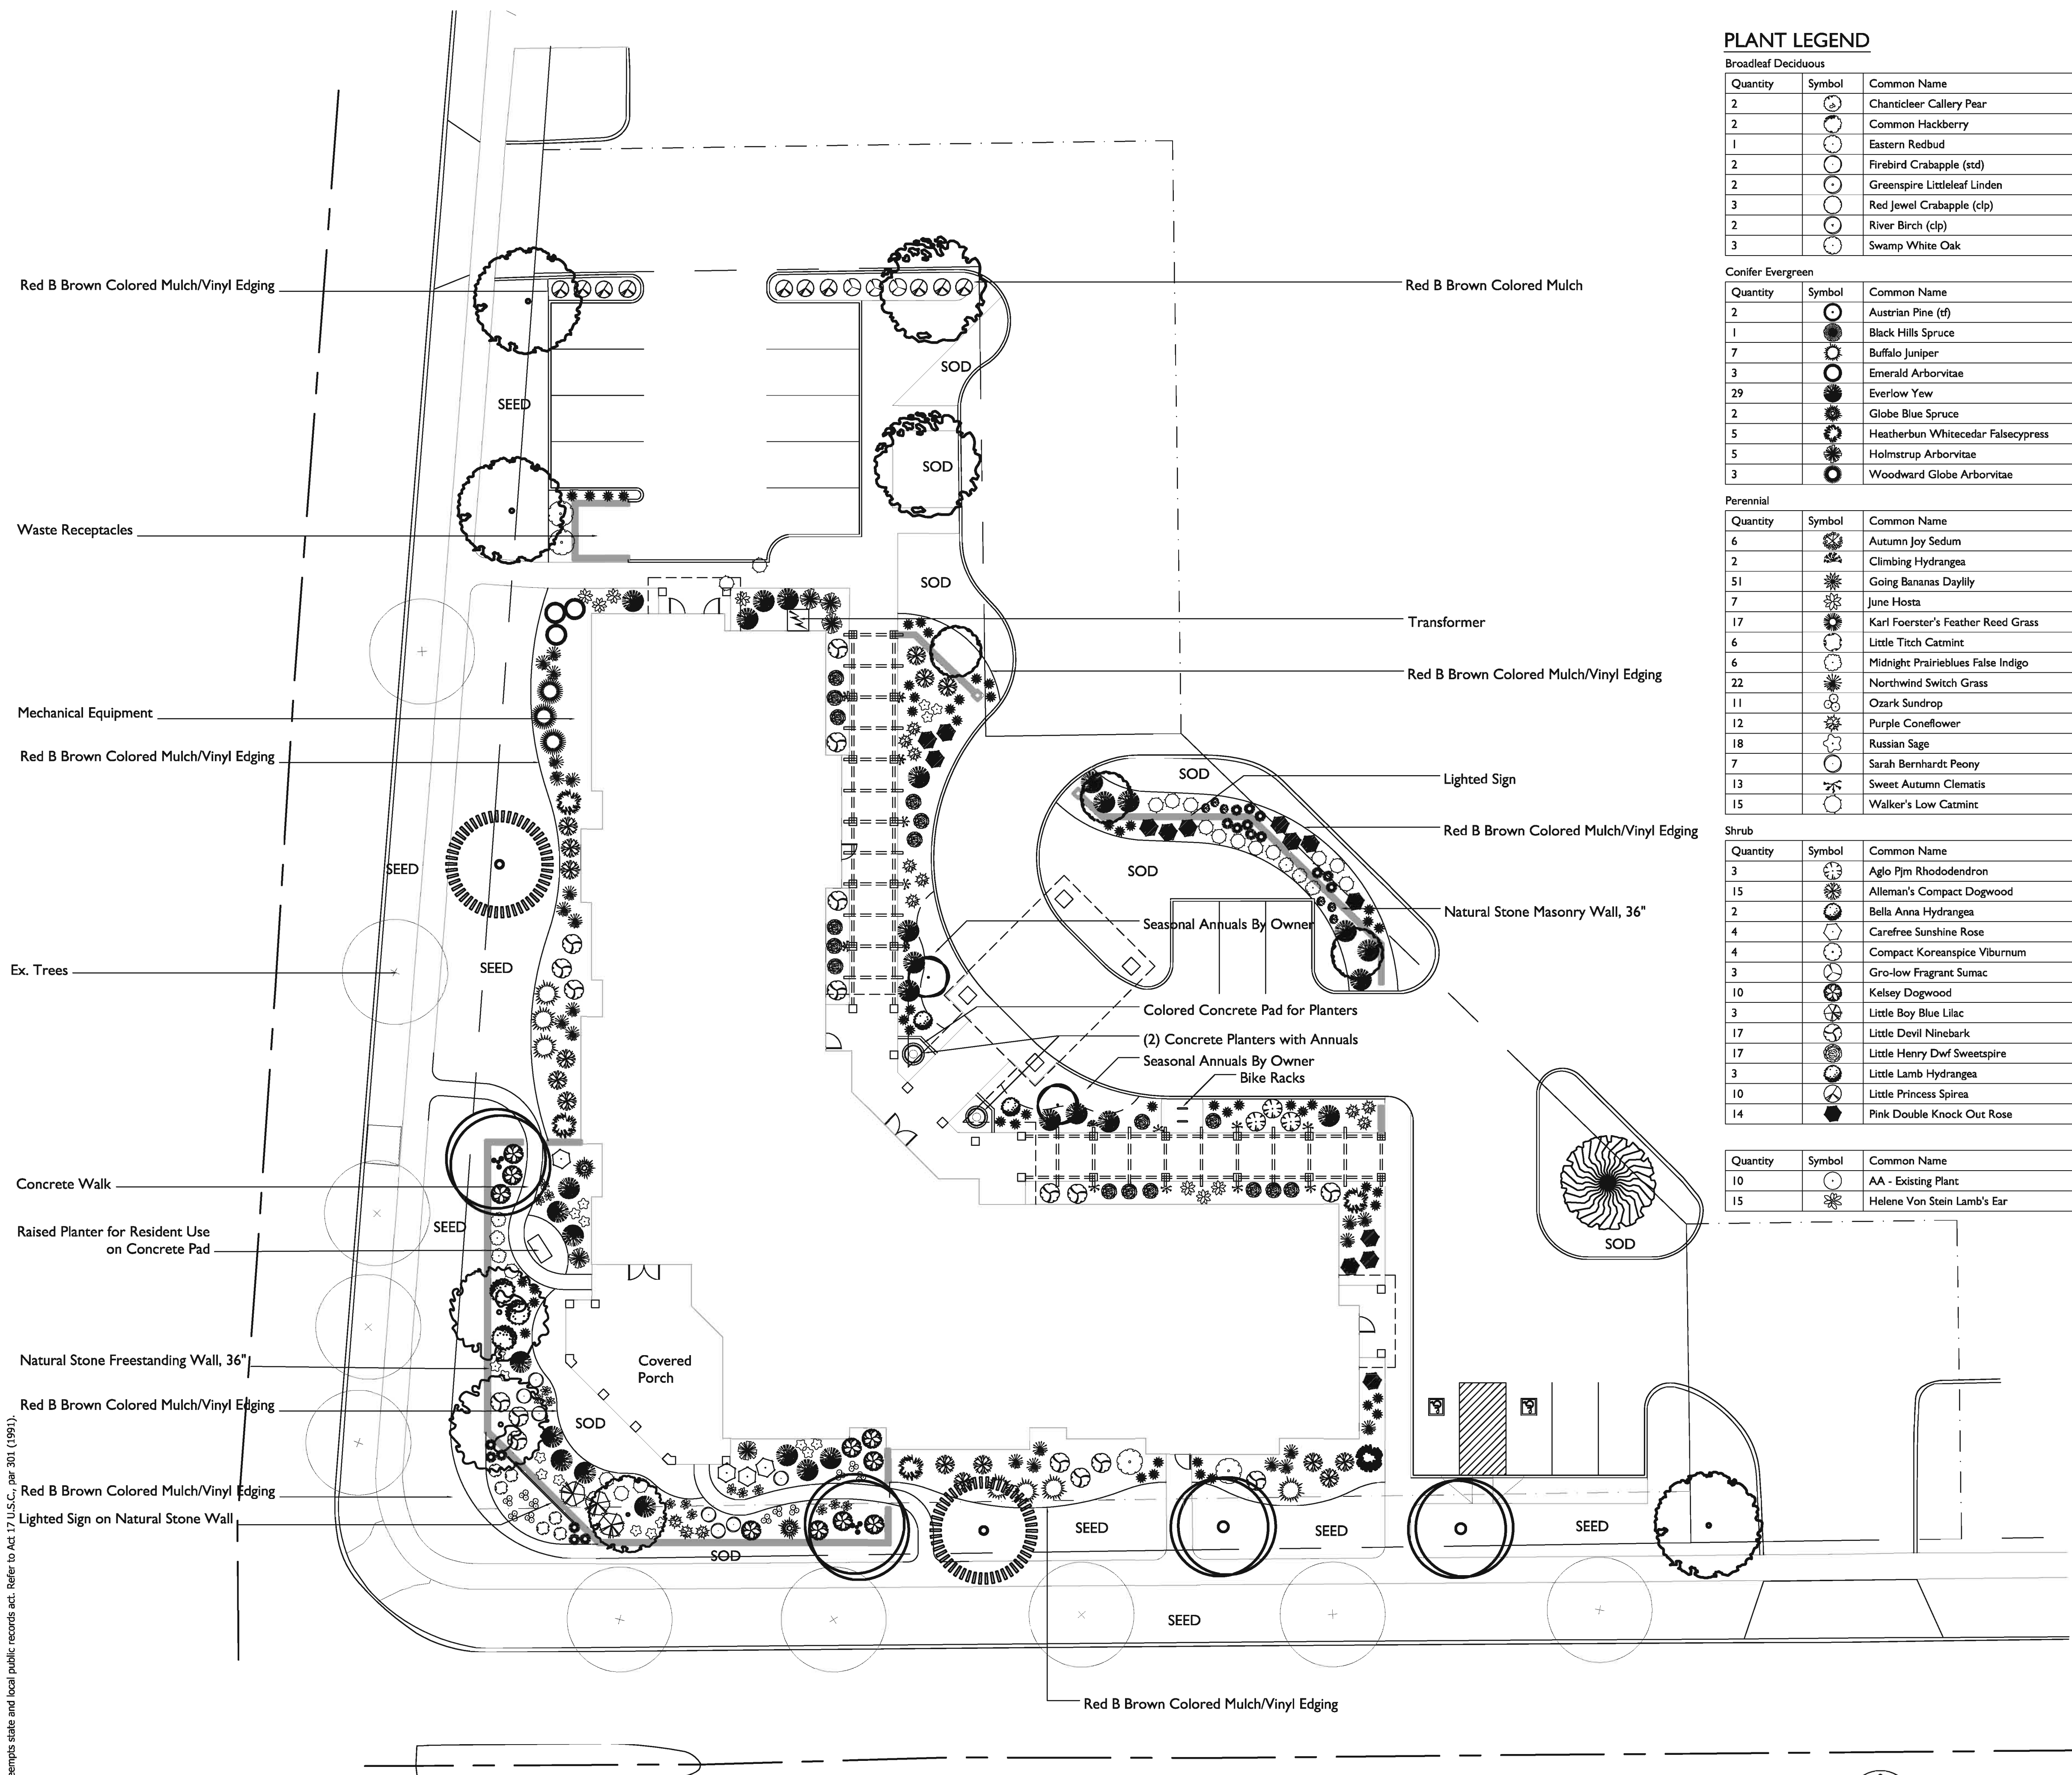 PLANT LEGEND
Broadleaf Deciduous
Quantity Symbol Common Name
2 Chanticleer Callery Pear
2 Common Hackberry
1 Eastern Redbud
2 Firebird Crabapple (std)
2 Greenspire Littleleaf Linden
3 Red Jewel Crabapple (clp)
2 River Birch (clp)
3 Swamp White Oak
Conifer Evergreen
Quantity Symbol Common Name
2 Austrian Pine (tf)
1 Black Hills Spruce
7 Buffalo Juniper
3 Emerald Arborvitae
29 Everlow Yew
2 Globe Blue Spruce
5 Heatherbun Whitecedar Falsecypress
5 Holmstrup Arborvitae
3 Woodward Globe Arborvitae
Perennial
Quantity Symbol Common Name
6 Autumn Joy Sedum
2 Climbing Hydrangea
51 Going Bananas Daylily
7 June Hosta
17 Karl Foerster's Feather Reed Grass
6 Little Titch Catmint
6 Midnight Prairieblues False Indigo
22 Northwind Switch Grass
11 Ozark Sundrop
12 Purple Coneflower
18 Russian Sage
7 Sarah Bernhardt Peony
13 Sweet Autumn Clematis
15 Walker's Low Catmint
Shrub
Quantity Symbol Common Name
3 Aglo Pjm Rhododendron
15 Alleman's Compact Dogwood
2 Bella Anna Hydrangea
4 Carefree Sunshine Rose
4 Compact Koreanspice Viburnum
3 Gro-low Fragrant Sumac
10 Kelsey Dogwood
3 Little Boy Blue Lilac
17 Little Devil Ninebark
17 Little Henry Dwf Sweetspire
3 Little Lamb Hydrangea
10 Little Princess Spirea
14 Pink Double Knock Out Rose
Quantity Symbol Common Name
10 AA - Existing Plant
15 Helene Von Stein Lamb's Ear
Red B Brown Colored Mulch/Vinyl Edging
Red B Brown Colored Mulch
SOD
SEED
SOD
Waste Receptacles
SOD
Transformer
Red B Brown Colored Mulch/Vinyl Edging
Mechanical Equipment
Red B Brown Colored Mulch/Vinyl Edging
SOD
Lighted Sign
Red B Brown Colored Mulch/Vinyl Edging
SEED
SOD
Natural Stone Masonry Wall, 36"
Seasonal Annuals By Owner
Ex. Trees
SEED
Colored Concrete Pad for Planters
(2) Concrete Planters with Annuals
Seasonal Annuals By Owner
Bike Racks
Concrete Walk
SEED
Raised Planter for Resident Use
on Concrete Pad
SOD
Natural Stone Freestanding Wall, 36"
Covered
Porch
Red B Brown Colored Mulch/Vinyl Edging
SOD
Red B Brown Colored Mulch/Vinyl Edging
Lighted Sign on Natural Stone Wall
SEED
SEED
SEED
SOD
SEED
Red B Brown Colored Mulch/Vinyl Edging
eempts state and local public records act. Refer to Act 17 U.S.C., par 301 (1991).